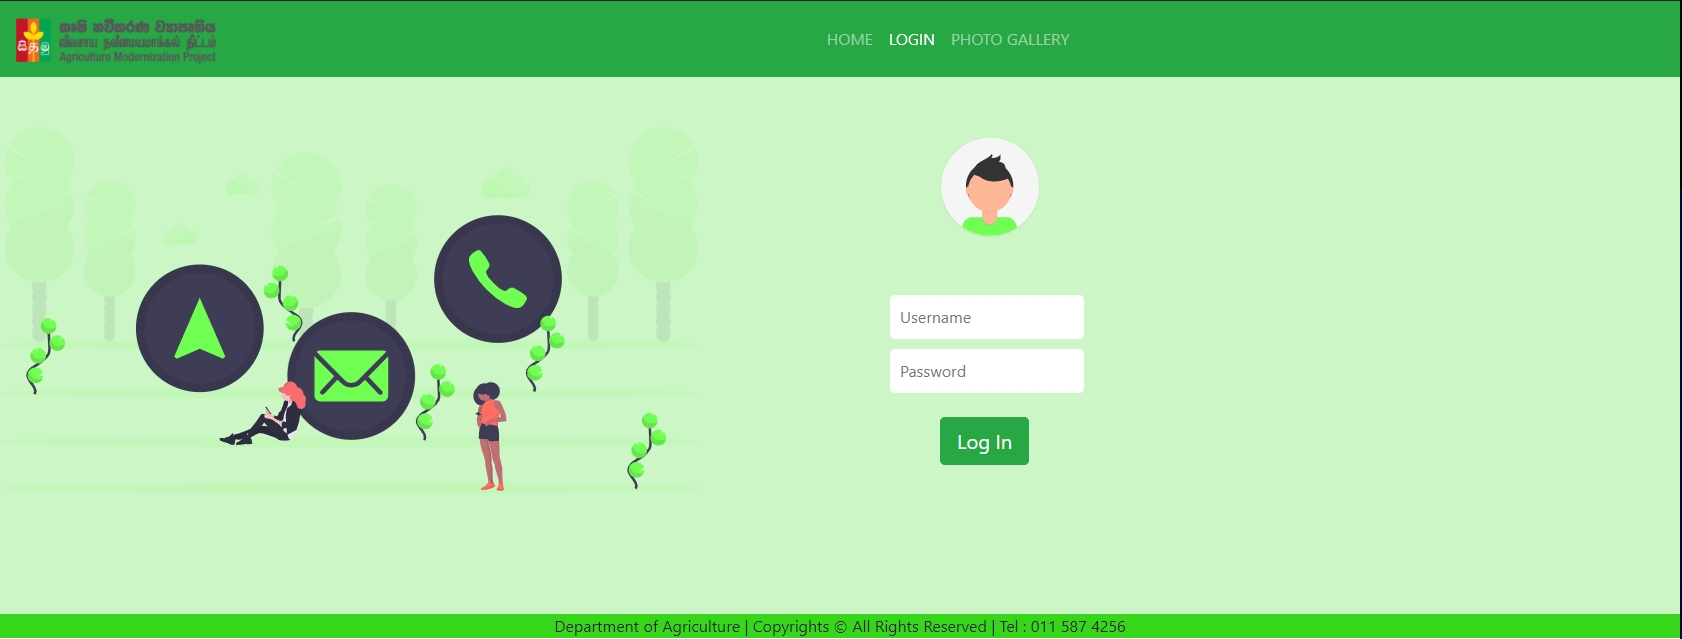 කෘෂි නවීකරණ ව්‍යාපෘතිය
விவசாய நவீனமயமாக்கல் திட்டம்
Agriculture Modernization Project
HOME LOGIN PHOTO GALLERY
Username
Password
Log In
Department of Agriculture | Copyrights © All Rights Reserved | Tel : 011 587 4256